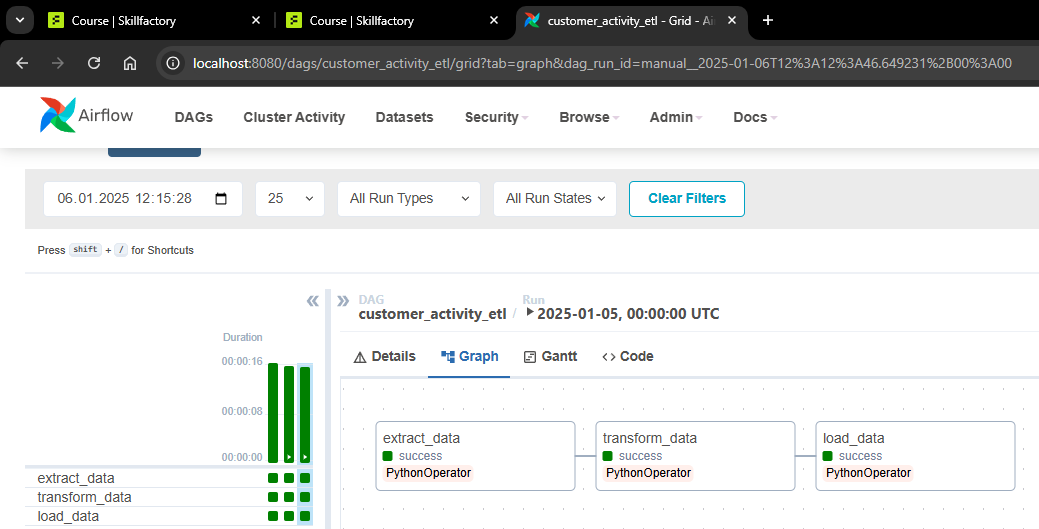 Course | Skillfactory
Course | Skillfactory
customer_activity_etl - Grid - Ai
localhost:8080/dags/customer_activity_etl/grid?tab=graph&dag_run_id=manual__2025-01-06T12%3A12%3A46.649231%2B00%3A00
Airflow
DAGs
Cluster Activity
Datasets
Security
Browse
Admin
Docs
06.01.2025 12:15:28
25
All Run Types
All Run States
Clear Filters
Press shift + / for Shortcuts
DAG
customer_activity_etl /
Run
2025-01-05, 00:00:00 UTC
Duration
00:00:16
00:00:08
00:00:00
extract_data
transform_data
load_data
Details
Graph
Gantt
<> Code
extract_data
success
PythonOperator
transform_data
success
PythonOperator
load_data
success
PythonOperator